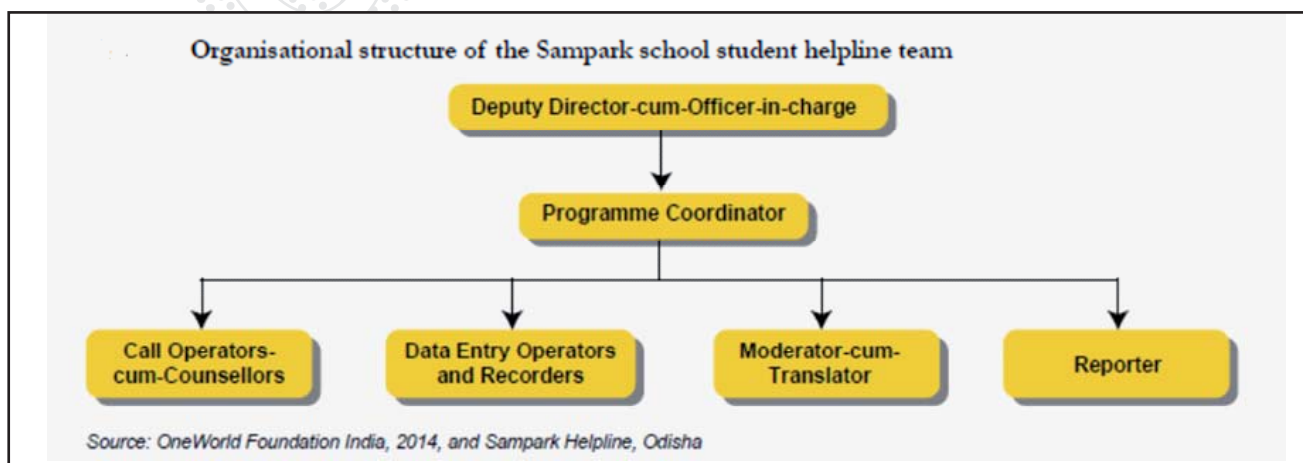 Organisational structure of the Sampark school student helpline team
Deputy Director-cum-Officer-in-charge
Programme Coordinator
Call Operators-
cum-Counsellors
Data Entry Operators
and Recorders
Moderator-cum-
Translator
Reporter
Source: OneWorld Foundation India, 2014, and Sampark Helpline, Odisha